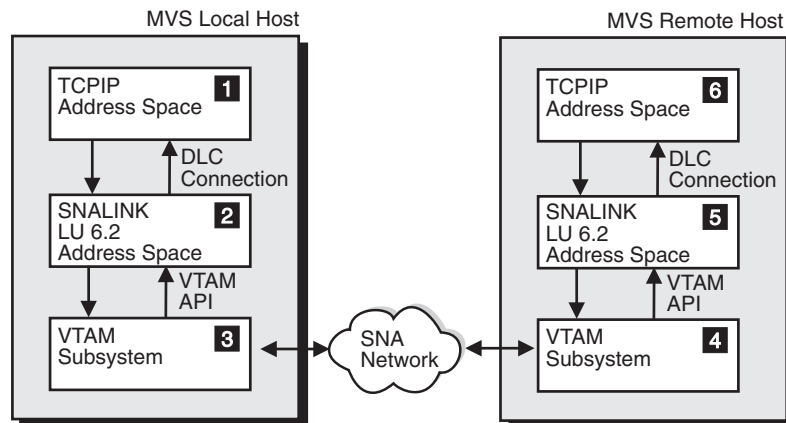 MVS Local Host
TCPIP 1
Address Space
DLC
Connection
SNALINK 2
LU 6.2
Address Space
VTAM
API
VTAM 3
Subsystem
SNA
Network
MVS Remote Host
TCPIP 6
Address Space
DLC
Connection
SNALINK 5
LU 6.2
Address Space
VTAM
API
VTAM 4
Subsystem